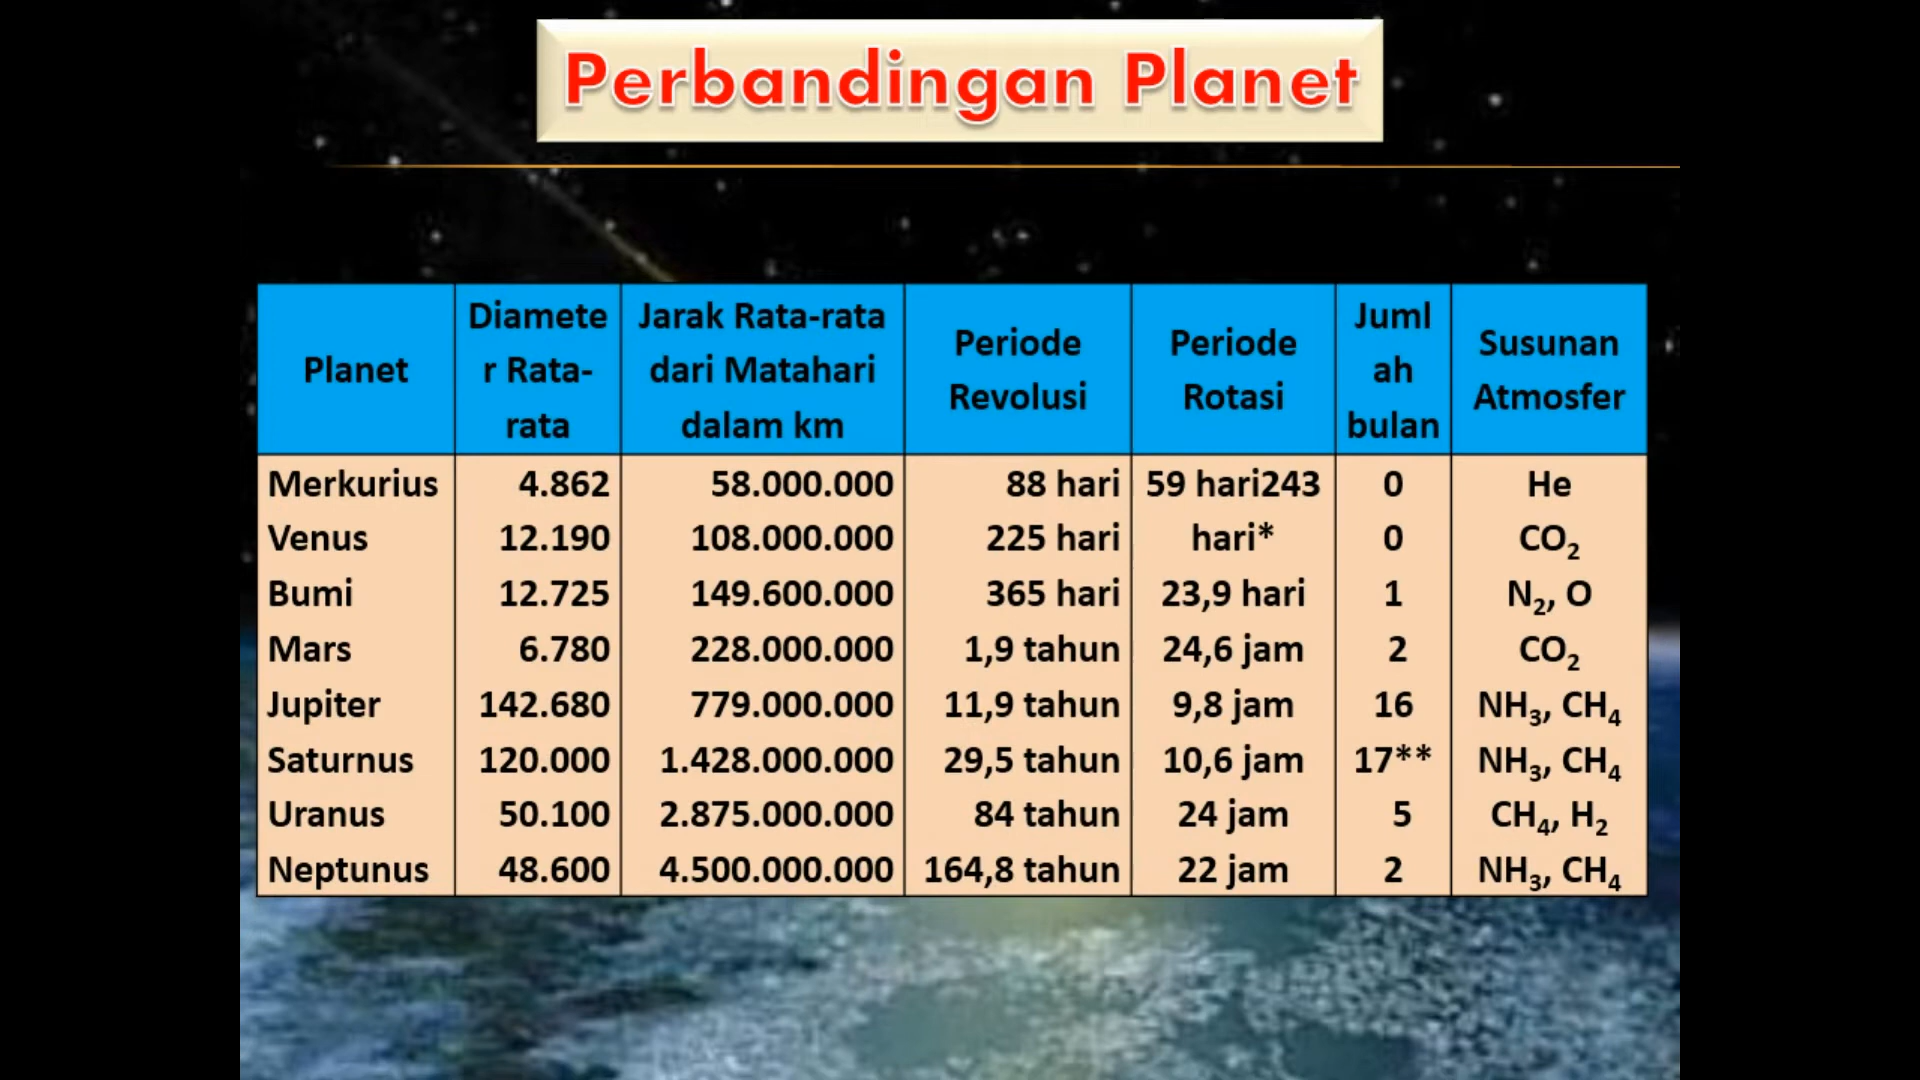 Perbandingan Planet
Planet | Diamete r Rata- rata | Jarak Rata-rata dari Matahari dalam km | Periode Revolusi | Periode Rotasi | Juml ah bulan | Susunan Atmosfer
Merkurius 4.862 58.000.000 88 hari 59 hari243 0 He
Venus 12.190 108.000.000 225 hari hari* 0 CO₂
Bumi 12.725 149.600.000 365 hari 23,9 hari 1 N₂, O
Mars 6.780 228.000.000 1,9 tahun 24,6 jam 2 CO₂
Jupiter 142.680 779.000.000 11,9 tahun 9,8 jam 16 NH₃, CH₄
Saturnus 120.000 1.428.000.000 29,5 tahun 10,6 jam 17** NH₃, CH₄
Uranus 50.100 2.875.000.000 84 tahun 24 jam 5 CH₄, H₂
Neptunus 48.600 4.500.000.000 164,8 tahun 22 jam 2 NH₃, CH₄